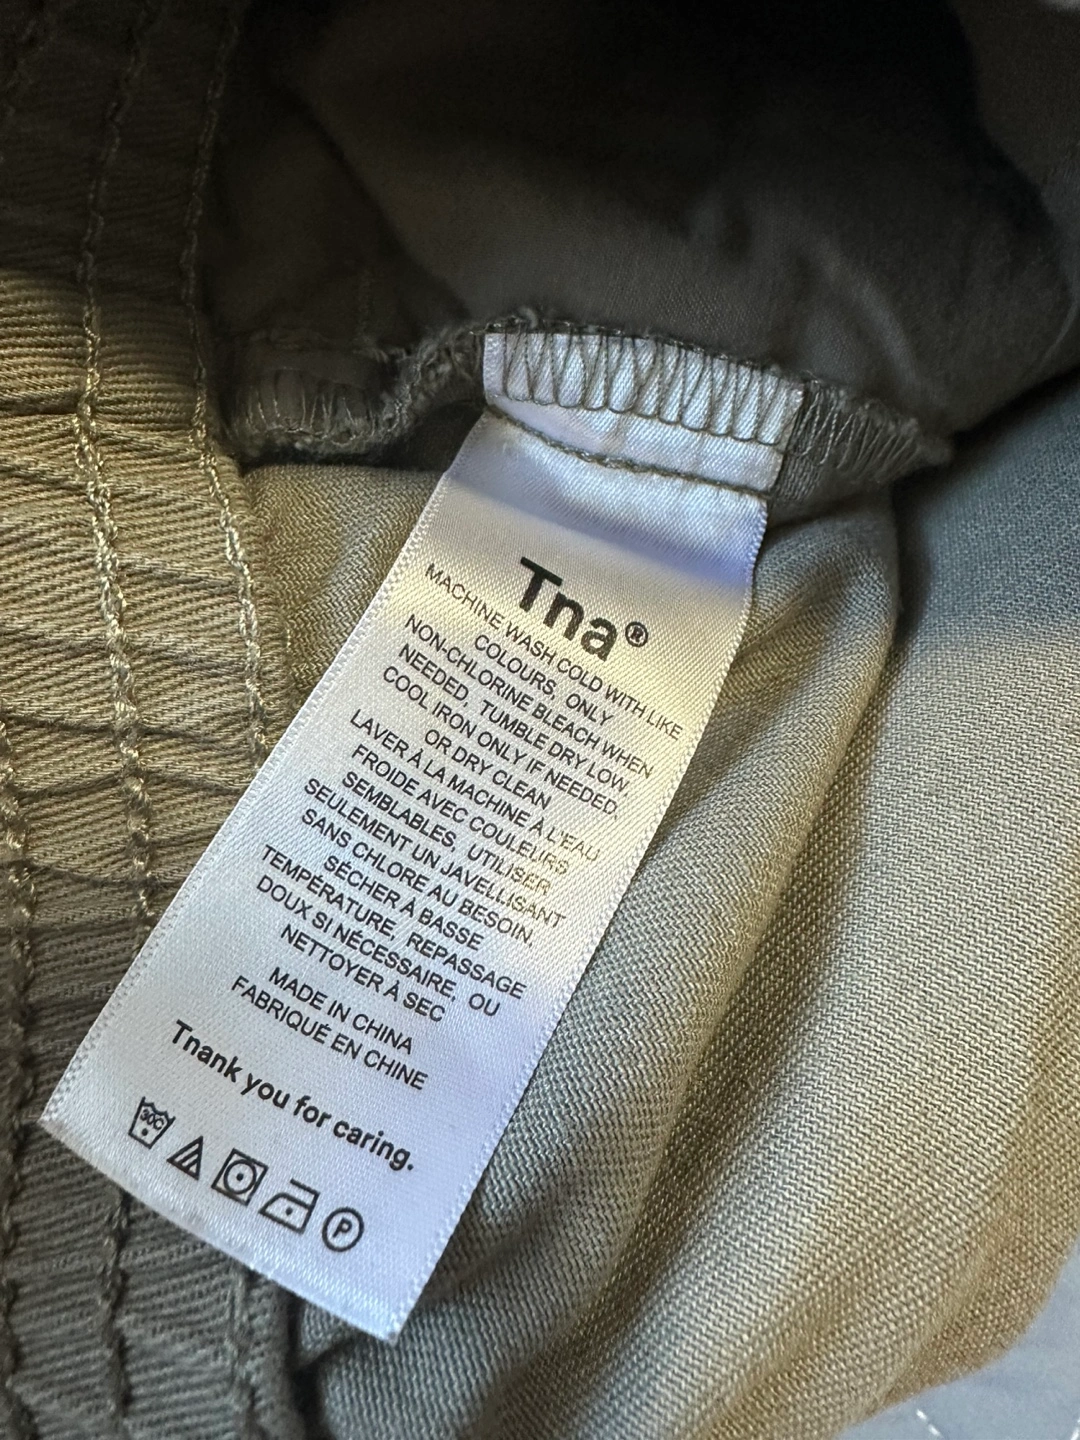 Tna®
MACHINE WASH COLD WITH LIKE
COLOURS, ONLY
NON-CHLORINE BLEACH WHEN
NEEDED, TUMBLE DRY LOW,
COOL IRON ONLY IF NEEDED,
OR DRY CLEAN
LAVER À LA MACHINE À L'EAU
FROIDE AVEC COULEURS
SEMBLABLES, UTILISER
SEULEMENT UN JAVELLISANT
SANS CHLORE AU BESOIN,
SÉCHER À BASSE
TEMPÉRATURE, REPASSAGE
DOUX SI NÉCESSAIRE, OU
NETTOYER À SEC
MADE IN CHINA
FABRIQUÉ EN CHINE
Tnank you for caring.
30C P